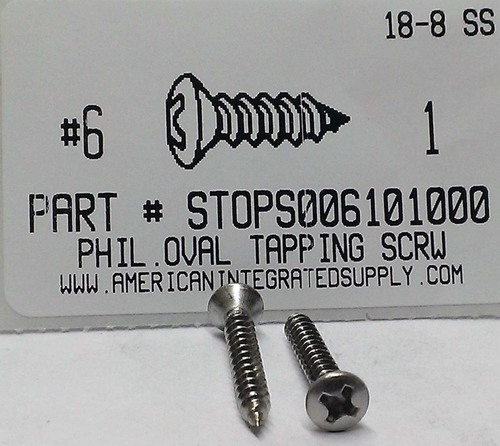 18-8 SS
#6 1
PART # STOPS006101000
PHIL.OVAL TAPPING SCRW
WWW.AMERICANINTEGRATEDSUPPLY.COM